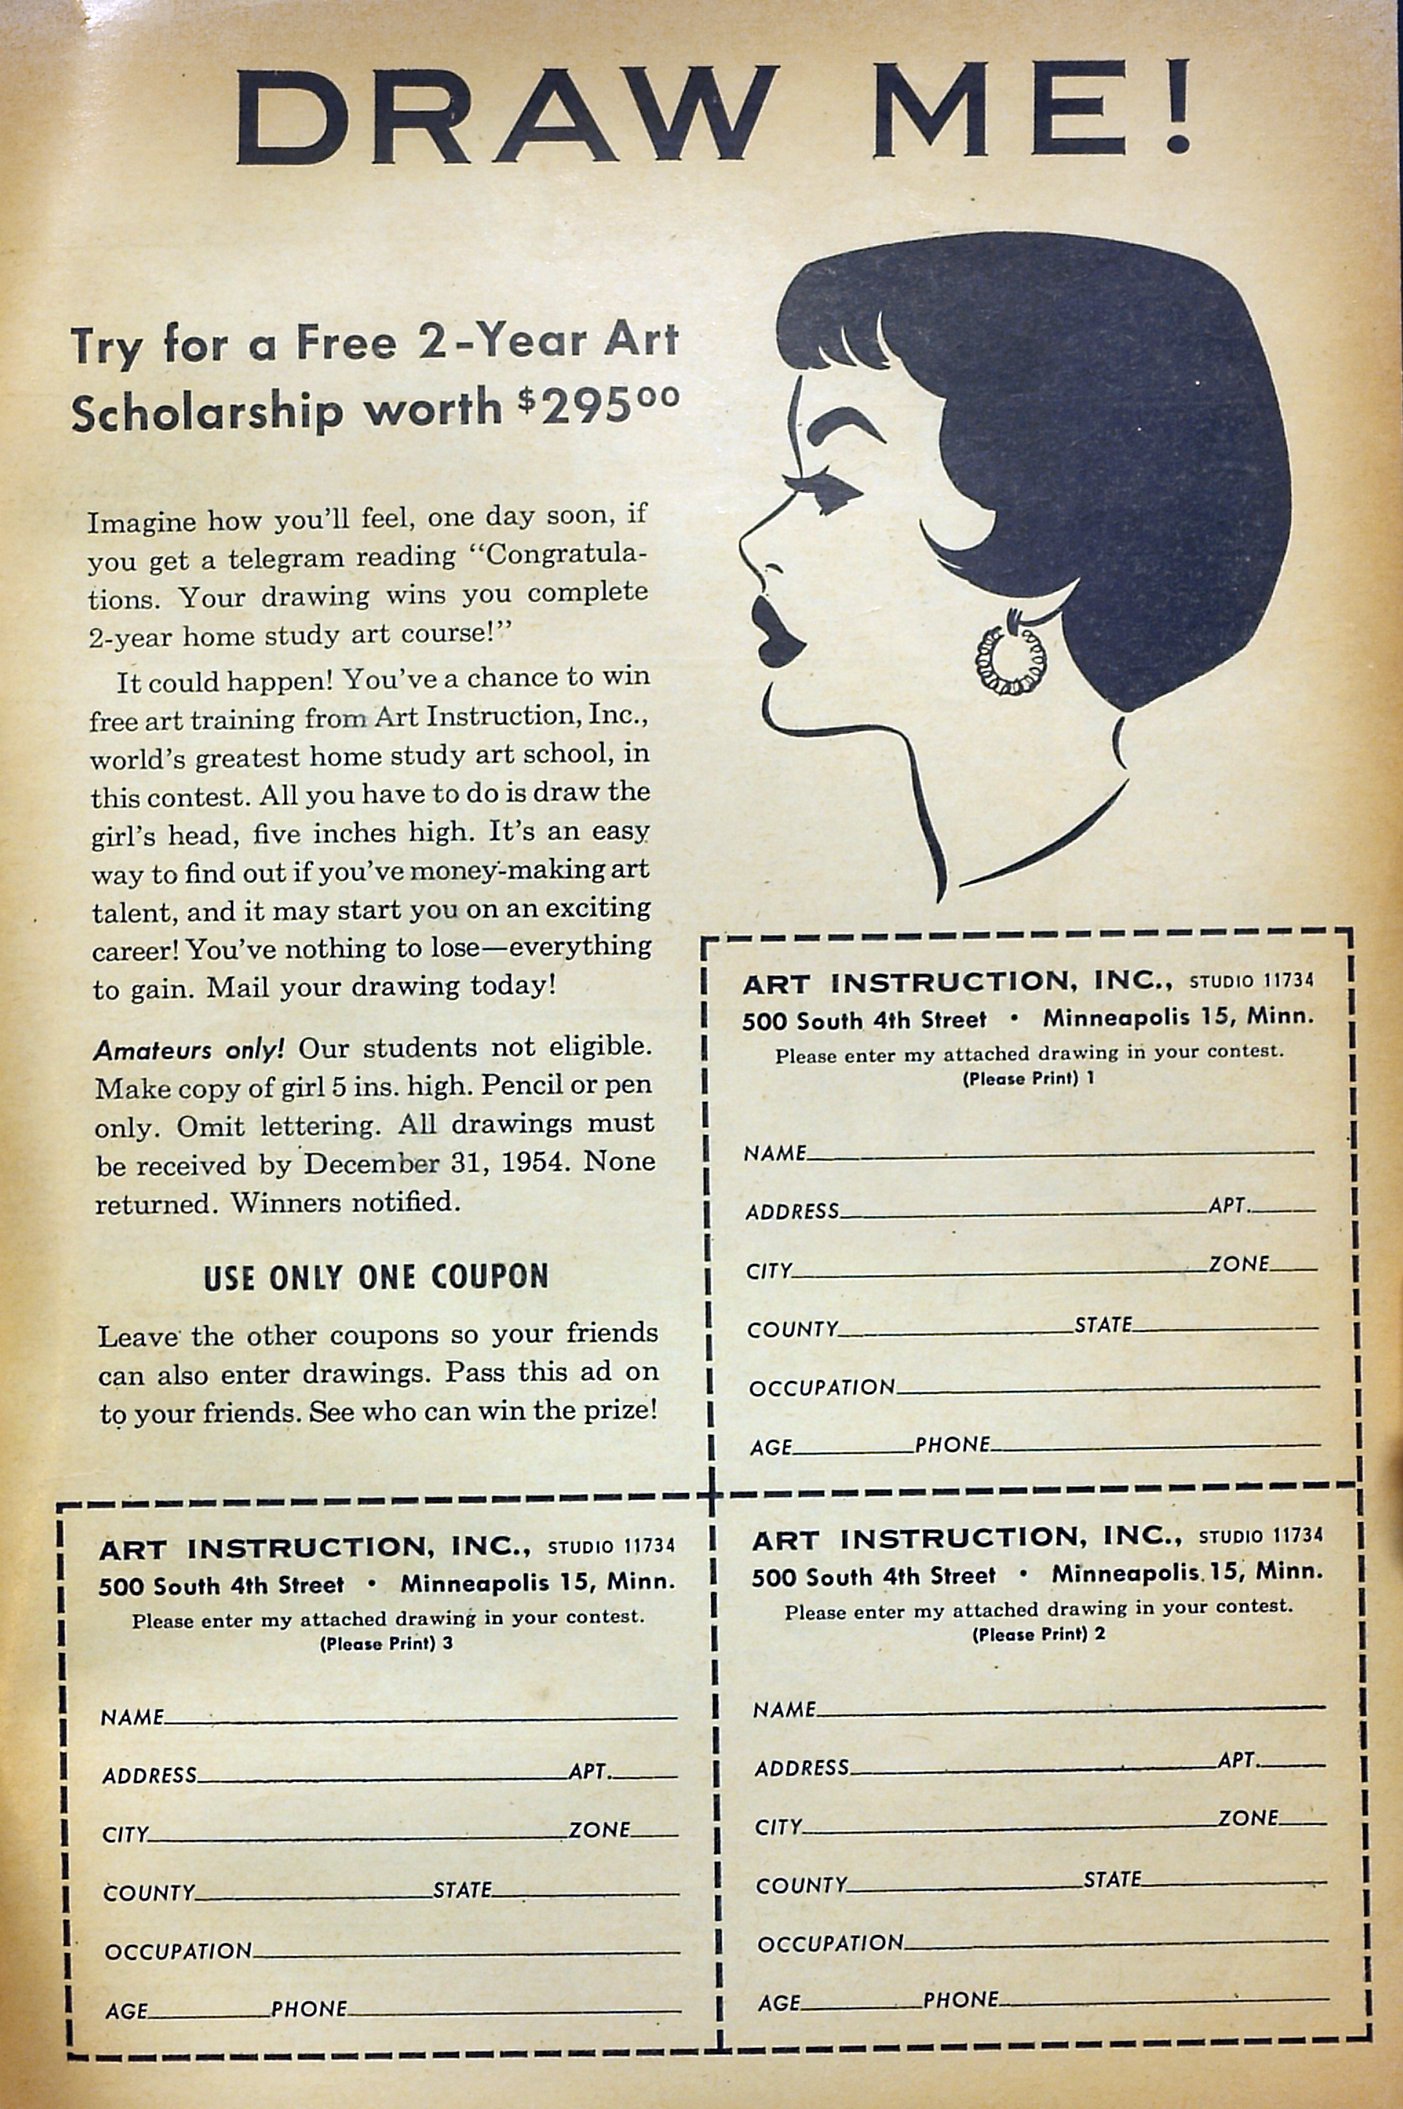 DRAW ME!
Try for a Free 2-Year Art
Scholarship worth $295⁰⁰
Imagine how you'll feel, one day soon, if
you get a telegram reading “Congratula-
tions. Your drawing wins you complete
2-year home study art course!”
It could happen! You've a chance to win
free art training from Art Instruction, Inc.,
world's greatest home study art school, in
this contest. All you have to do is draw the
girl's head, five inches high. It's an easy
way to find out if you've money-making art
talent, and it may start you on an exciting
career! You've nothing to lose—everything
to gain. Mail your drawing today!
Amateurs only! Our students not eligible.
Make copy of girl 5 ins. high. Pencil or pen
only. Omit lettering. All drawings must
be received by December 31, 1954. None
returned. Winners notified.
USE ONLY ONE COUPON
Leave the other coupons so your friends
can also enter drawings. Pass this ad on
to your friends. See who can win the prize!
ART INSTRUCTION, INC., STUDIO 11734
500 South 4th Street • Minneapolis 15, Minn.
Please enter my attached drawing in your contest.
(Please Print) 1
NAME
ADDRESS APT.
CITY ZONE
COUNTY STATE
OCCUPATION
AGE PHONE
ART INSTRUCTION, INC., STUDIO 11734
500 South 4th Street • Minneapolis 15, Minn.
Please enter my attached drawing in your contest.
(Please Print) 3
NAME
ADDRESS APT.
CITY ZONE
COUNTY STATE
OCCUPATION
AGE PHONE
ART INSTRUCTION, INC., STUDIO 11734
500 South 4th Street • Minneapolis 15, Minn.
Please enter my attached drawing in your contest.
(Please Print) 2
NAME
ADDRESS APT.
CITY ZONE
COUNTY STATE
OCCUPATION
AGE PHONE